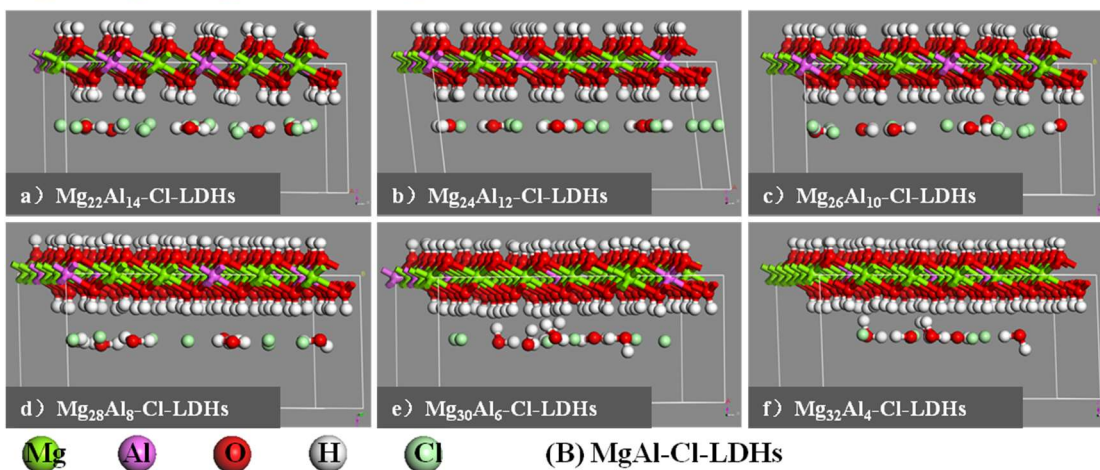 a）Mg₂₂Al₁₄-Cl-LDHs
b）Mg₂₄Al₁₂-Cl-LDHs
c）Mg₂₆Al₁₀-Cl-LDHs
d）Mg₂₈Al₈-Cl-LDHs
e）Mg₃₀Al₆-Cl-LDHs
f）Mg₃₂Al₄-Cl-LDHs
Mg Al O H Cl (B) MgAl-Cl-LDHs